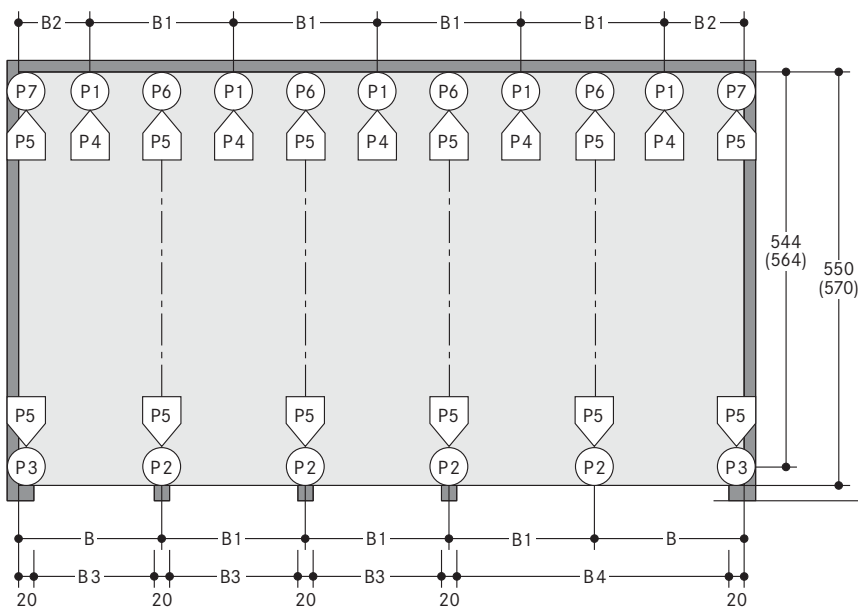 B2 B1 B1 B1 B1 B2
P7 P1 P6 P1 P6 P1 P6 P1 P6 P1 P7
P5 P4 P5 P4 P5 P4 P5 P4 P5 P4 P5
544
(564)
550
(570)
P5 P5 P5 P5 P5 P5
P3 P2 P2 P2 P2 P3
B B1 B1 B1 B
B3 B3 B3 B4
20 20 20 20 20